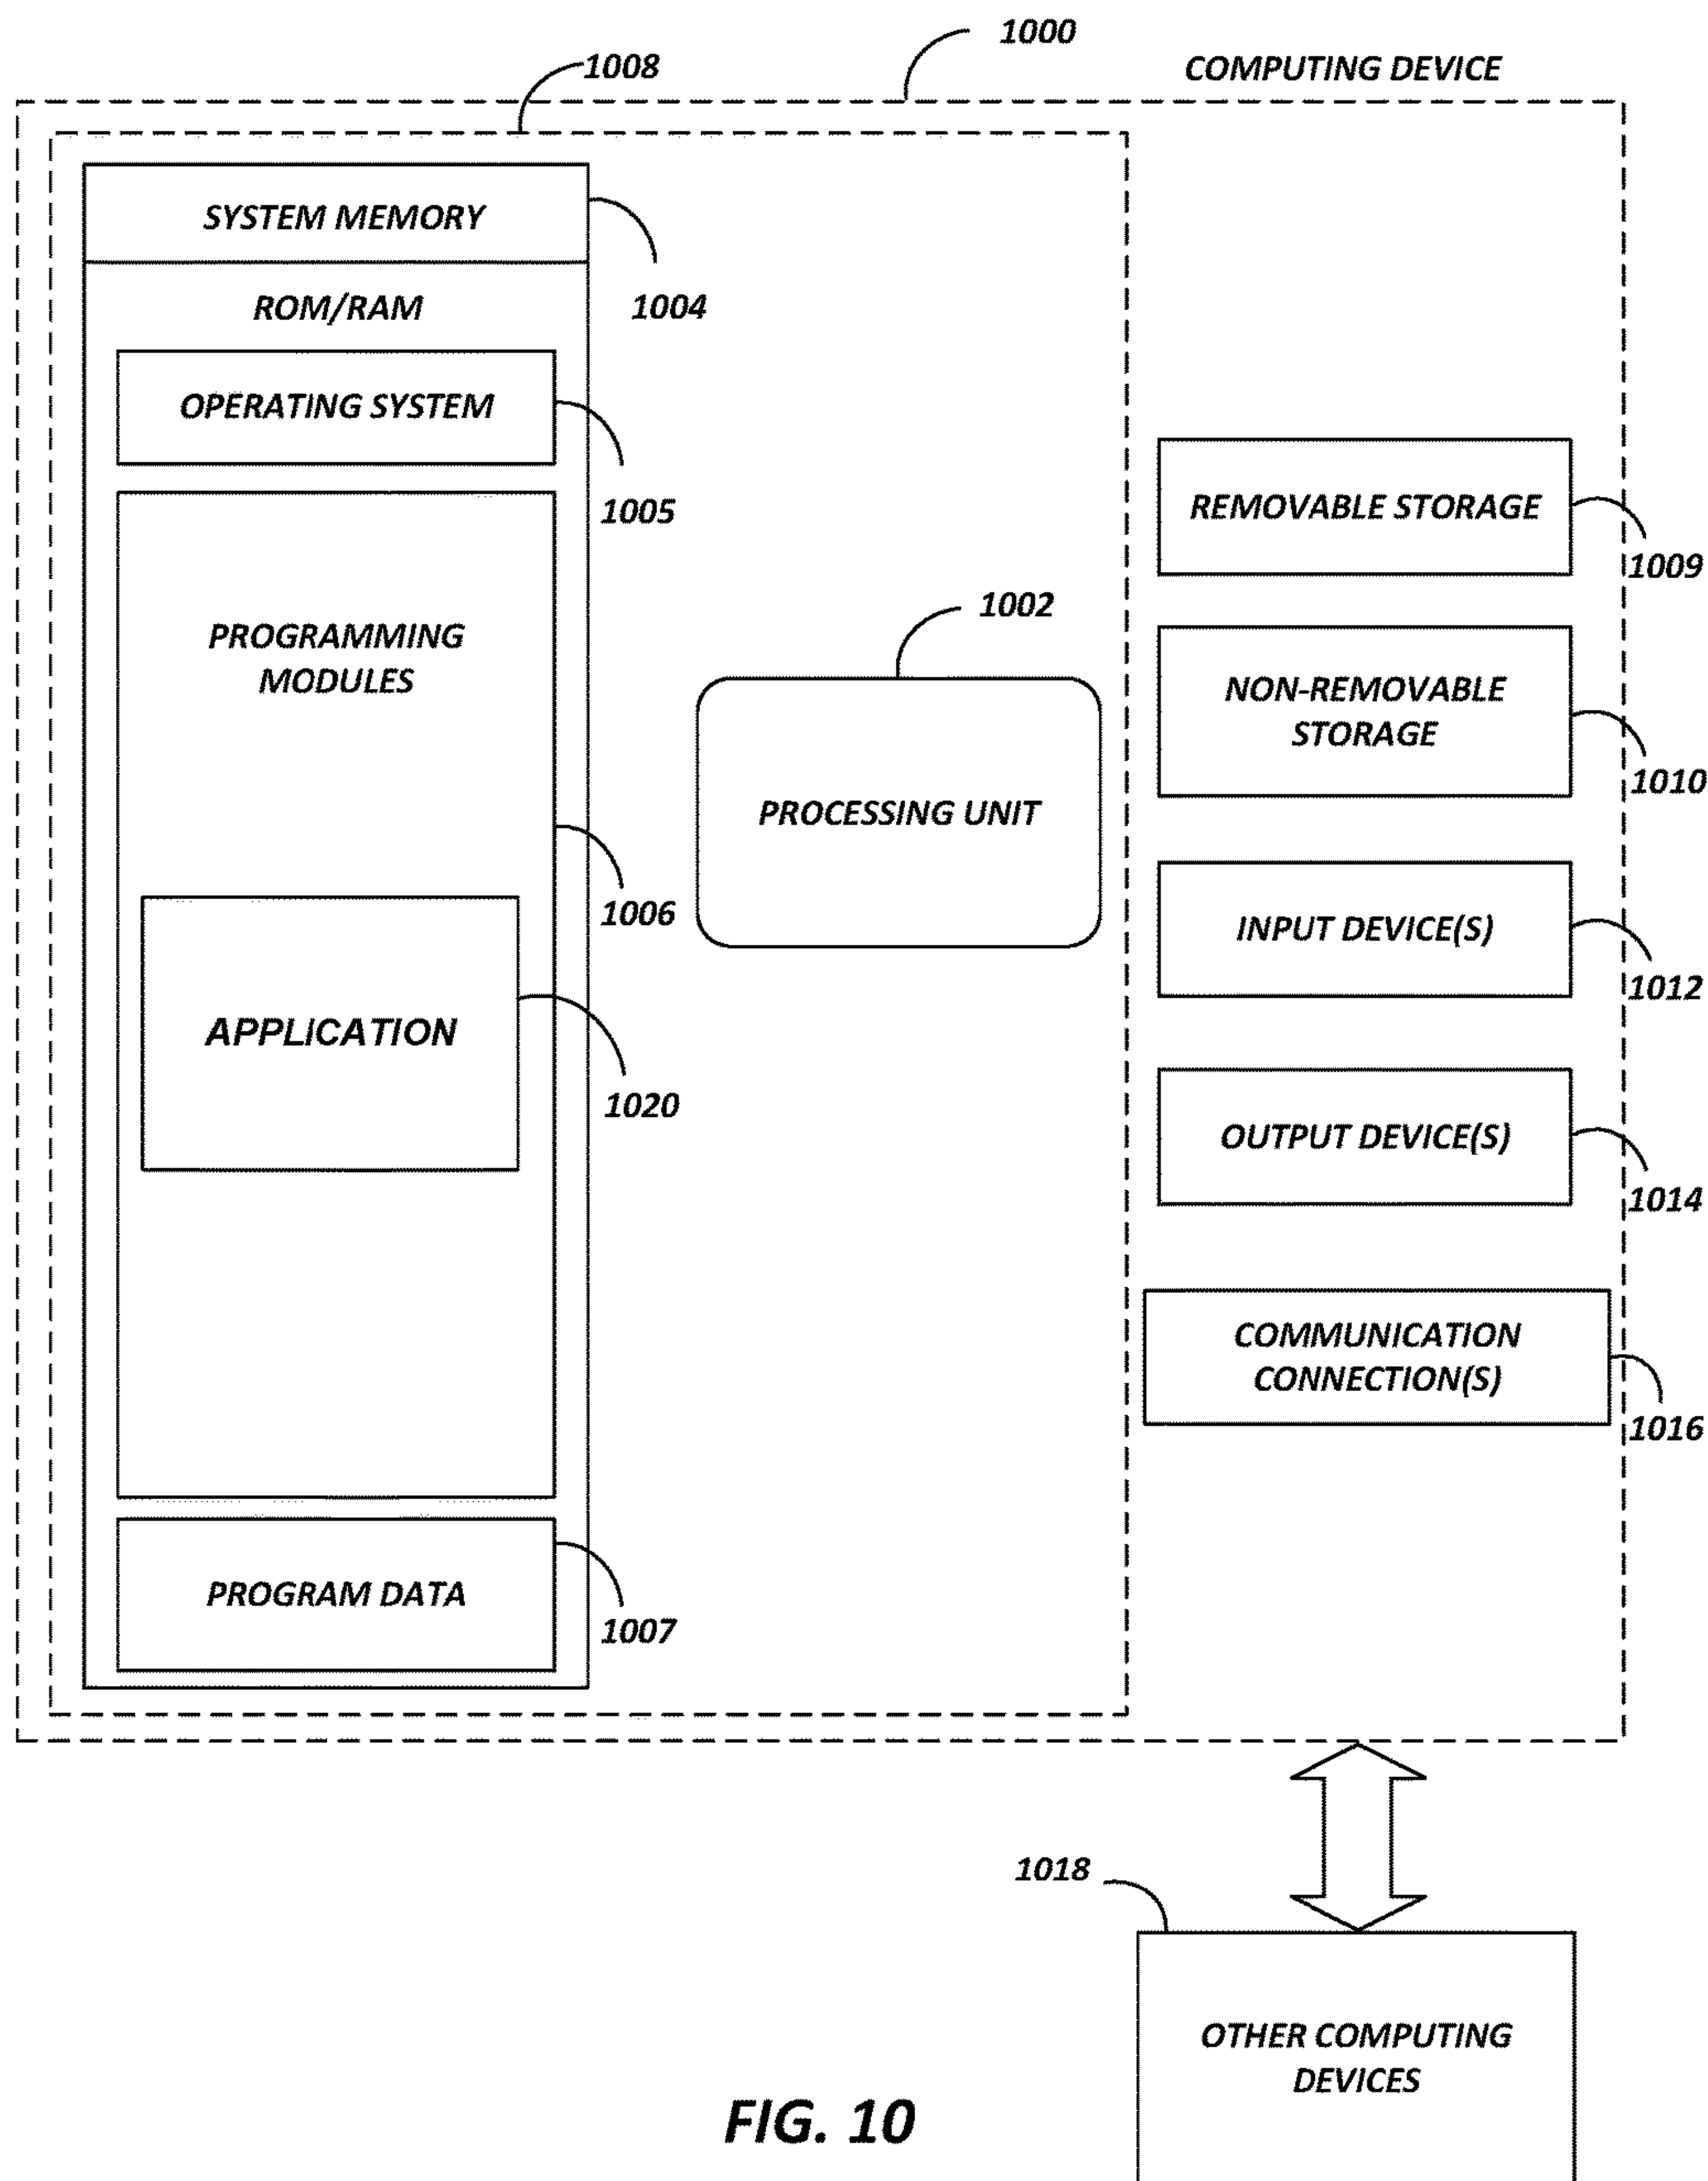 1000
1008
COMPUTING DEVICE
SYSTEM MEMORY
1004
ROM/RAM
OPERATING SYSTEM
1005
PROGRAMMING
MODULES
1006
APPLICATION
1020
PROGRAM DATA
1007
1002
PROCESSING UNIT
REMOVABLE STORAGE
1009
NON-REMOVABLE
STORAGE
1010
INPUT DEVICE(S)
1012
OUTPUT DEVICE(S)
1014
COMMUNICATION
CONNECTION(S)
1016
1018
OTHER COMPUTING
DEVICES
FIG. 10